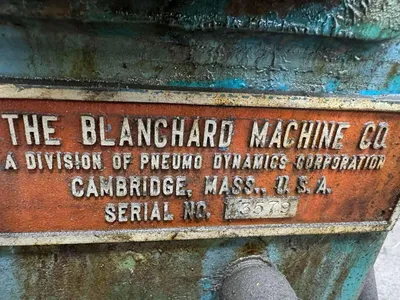 THE BLANCHARD MACHINE CO.
A DIVISION OF PNEUMO DYNAMICS CORPORATION
CAMBRIDGE, MASS., U.S.A.
SERIAL NO.